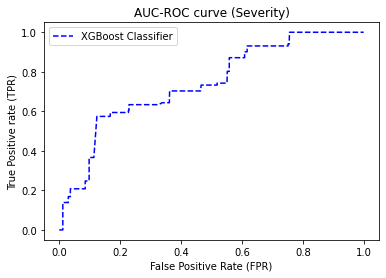 AUC-ROC curve (Severity)
XGBoost Classifier
True Positive rate (TPR)
1.0
0.8
0.6
0.4
0.2
0.0
0.0 0.2 0.4 0.6 0.8 1.0
False Positive Rate (FPR)